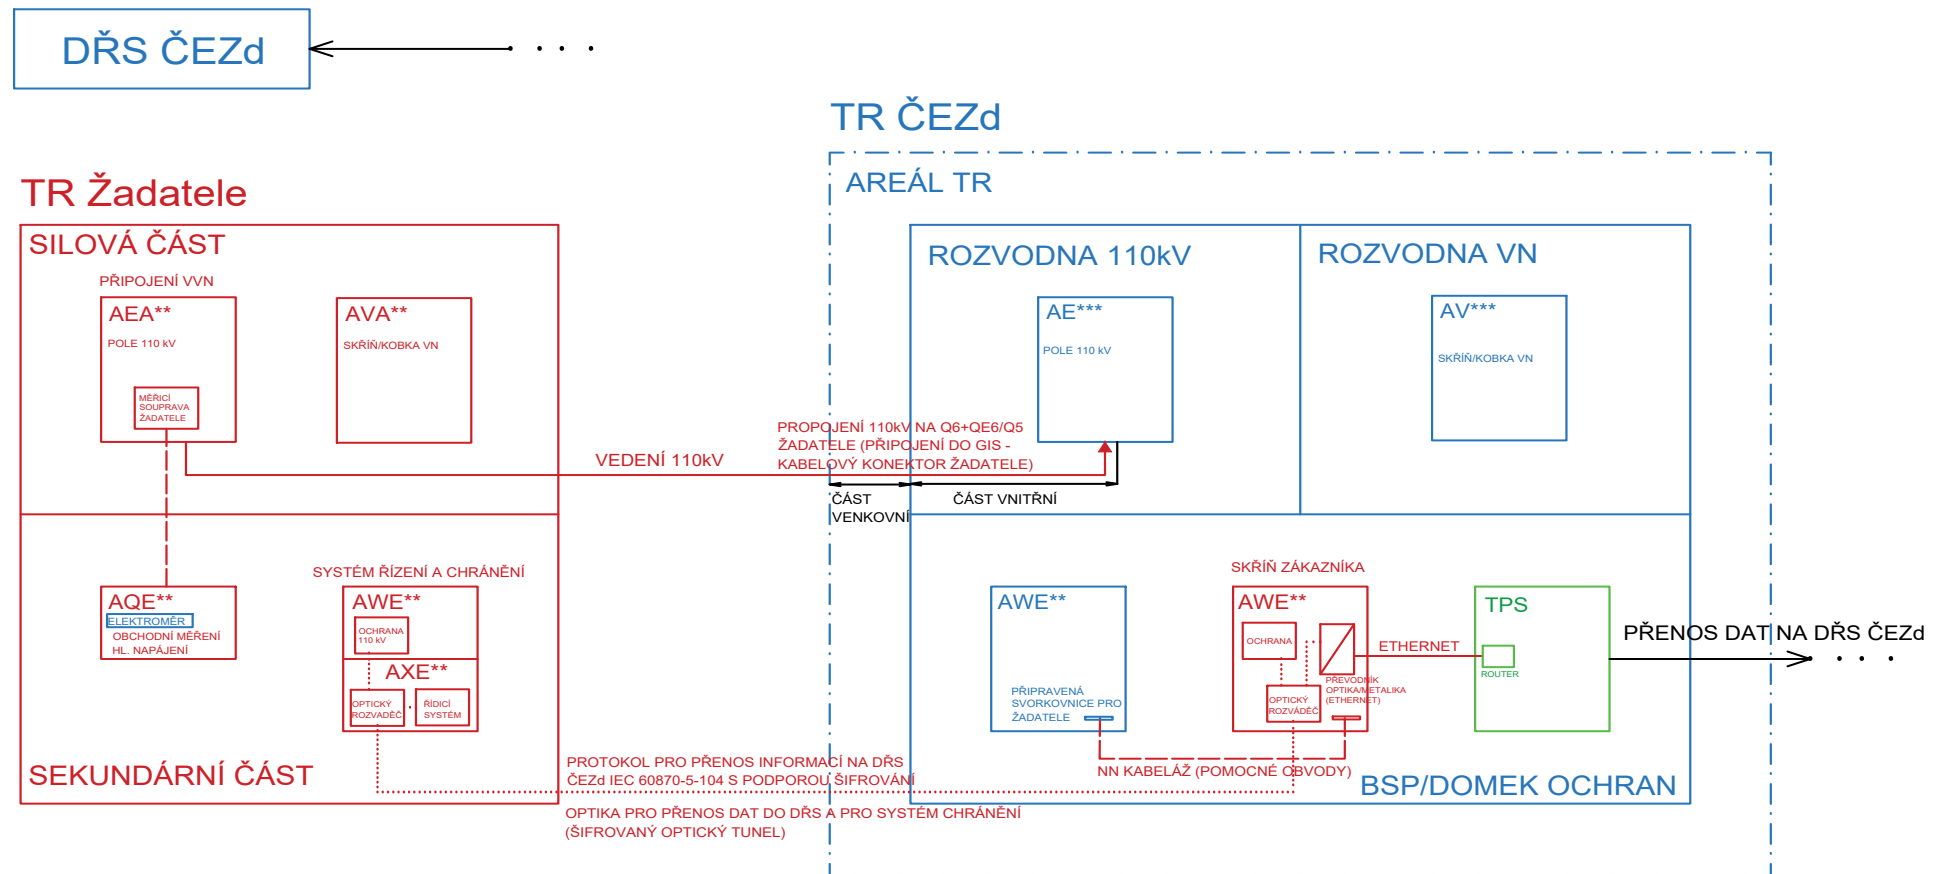 DŘS ČEZd
TR ČEZd
AREÁL TR
TR Žadatele
SILOVÁ ČÁST
PŘIPOJENÍ VVN
AEA**
POLE 110 kV
MĚŘICÍ
SOUPRAVA
ŽADATELE
AVA**
SKŘÍŇ/KOBKA VN
VEDENÍ 110kV
PROPOJENÍ 110kV NA Q6+QE6/Q5
ŽADATELE (PŘIPOJENÍ DO GIS -
KABELOVÝ KONEKTOR ŽADATELE)
ROZVODNA 110kV
AE***
POLE 110 kV
ROZVODNA VN
AV***
SKŘÍŇ/KOBKA VN
ČÁST
VENKOVNÍ
ČÁST VNITŘNÍ
AQE**
ELEKTROMĚR
OBCHODNÍ MĚŘENÍ
HL. NAPÁJENÍ
SYSTÉM ŘÍZENÍ A CHRÁNĚNÍ
AWE**
OCHRANA
110 kV
AXE**
OPTICKÝ
ROZVADĚČ
ŘÍDICÍ
SYSTÉM
SEKUNDÁRNÍ ČÁST
AWE**
PŘIPRAVENÁ
SVORKOVNICE PRO
ŽADATELE
SKŘÍŇ ZÁKAZNÍKA
AWE**
OCHRANA
OPTICKÝ
ROZVÁDĚČ
PŘEVODNÍK
OPTIKA/METALIKA
(ETHERNET)
ETHERNET
TPS
ROUTER
PŘENOS DAT NA DŘS ČEZd
NN KABELÁŽ (POMOCNÉ OBVODY)
BSP/DOMEK OCHRAN
PROTOKOL PRO PŘENOS INFORMACÍ NA DŘS
ČEZd IEC 60870-5-104 S PODPOROU ŠIFROVÁNÍ
OPTIKA PRO PŘENOS DAT DO DŘS A PRO SYSTÉM CHRÁNĚNÍ
(ŠIFROVANÝ OPTICKÝ TUNEL)